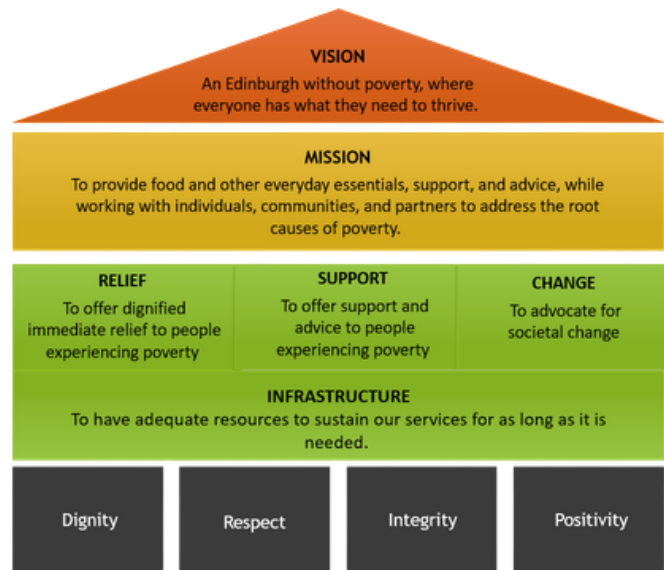 VISION
An Edinburgh without poverty, where
everyone has what they need to thrive.
MISSION
To provide food and other everyday essentials, support, and advice, while
working with individuals, communities, and partners to address the root
causes of poverty.
RELIEF
To offer dignified
immediate relief to people
experiencing poverty
SUPPORT
To offer support and
advice to people
experiencing poverty
CHANGE
To advocate for
societal change
INFRASTRUCTURE
To have adequate resources to sustain our services for as long as it is
needed.
Dignity
Respect
Integrity
Positivity